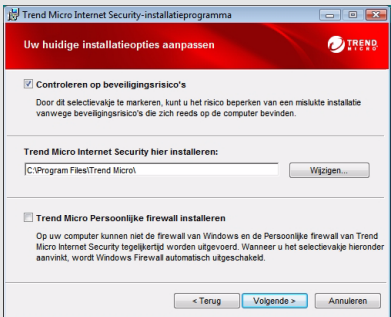 Trend Micro Internet Security-installatieprogramma
Uw huidige installatieopties aanpassen
TREND
MICRO
Controleren op beveiligingsrisico's
Door dit selectievakje te markeren, kunt u het risico beperken van een mislukte installatie
vanwege beveiligingsrisico's die zich reeds op de computer bevinden.
Trend Micro Internet Security hier installeren:
C:\Program Files\Trend Micro\
Wijzigen...
Trend Micro Persoonlijke firewall installeren
Op uw computer kunnen niet de firewall van Windows en de Persoonlijke firewall van Trend
Micro Internet Security tegelijkertijd worden uitgevoerd. Wanneer u het selectievakje hieronder
aanvinkt, wordt Windows Firewall automatisch uitgeschakeld.
< Terug
Volgende >
Annuleren